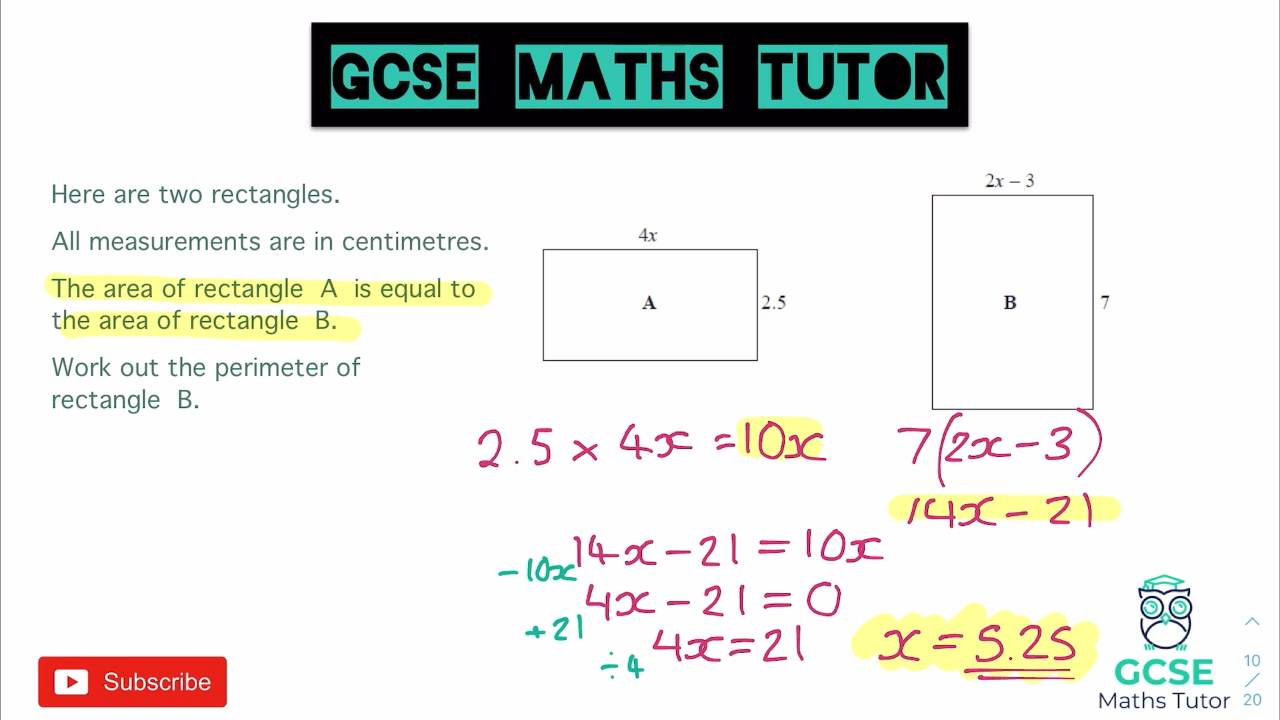 GCSE MATHS TUTOR
Here are two rectangles.
All measurements are in centimetres.
The area of rectangle A is equal to
the area of rectangle B.
Work out the perimeter of
rectangle B.
4x
A
2.5
2x – 3
B
7
2.5 × 4x = 10x
7(2x – 3)
14x – 21
14x – 21 = 10x
– 10x
4x – 21 = 0
+ 21
4x = 21
÷ 4
x = 5.25
Subscribe
GCSE
Maths Tutor
10
/
20